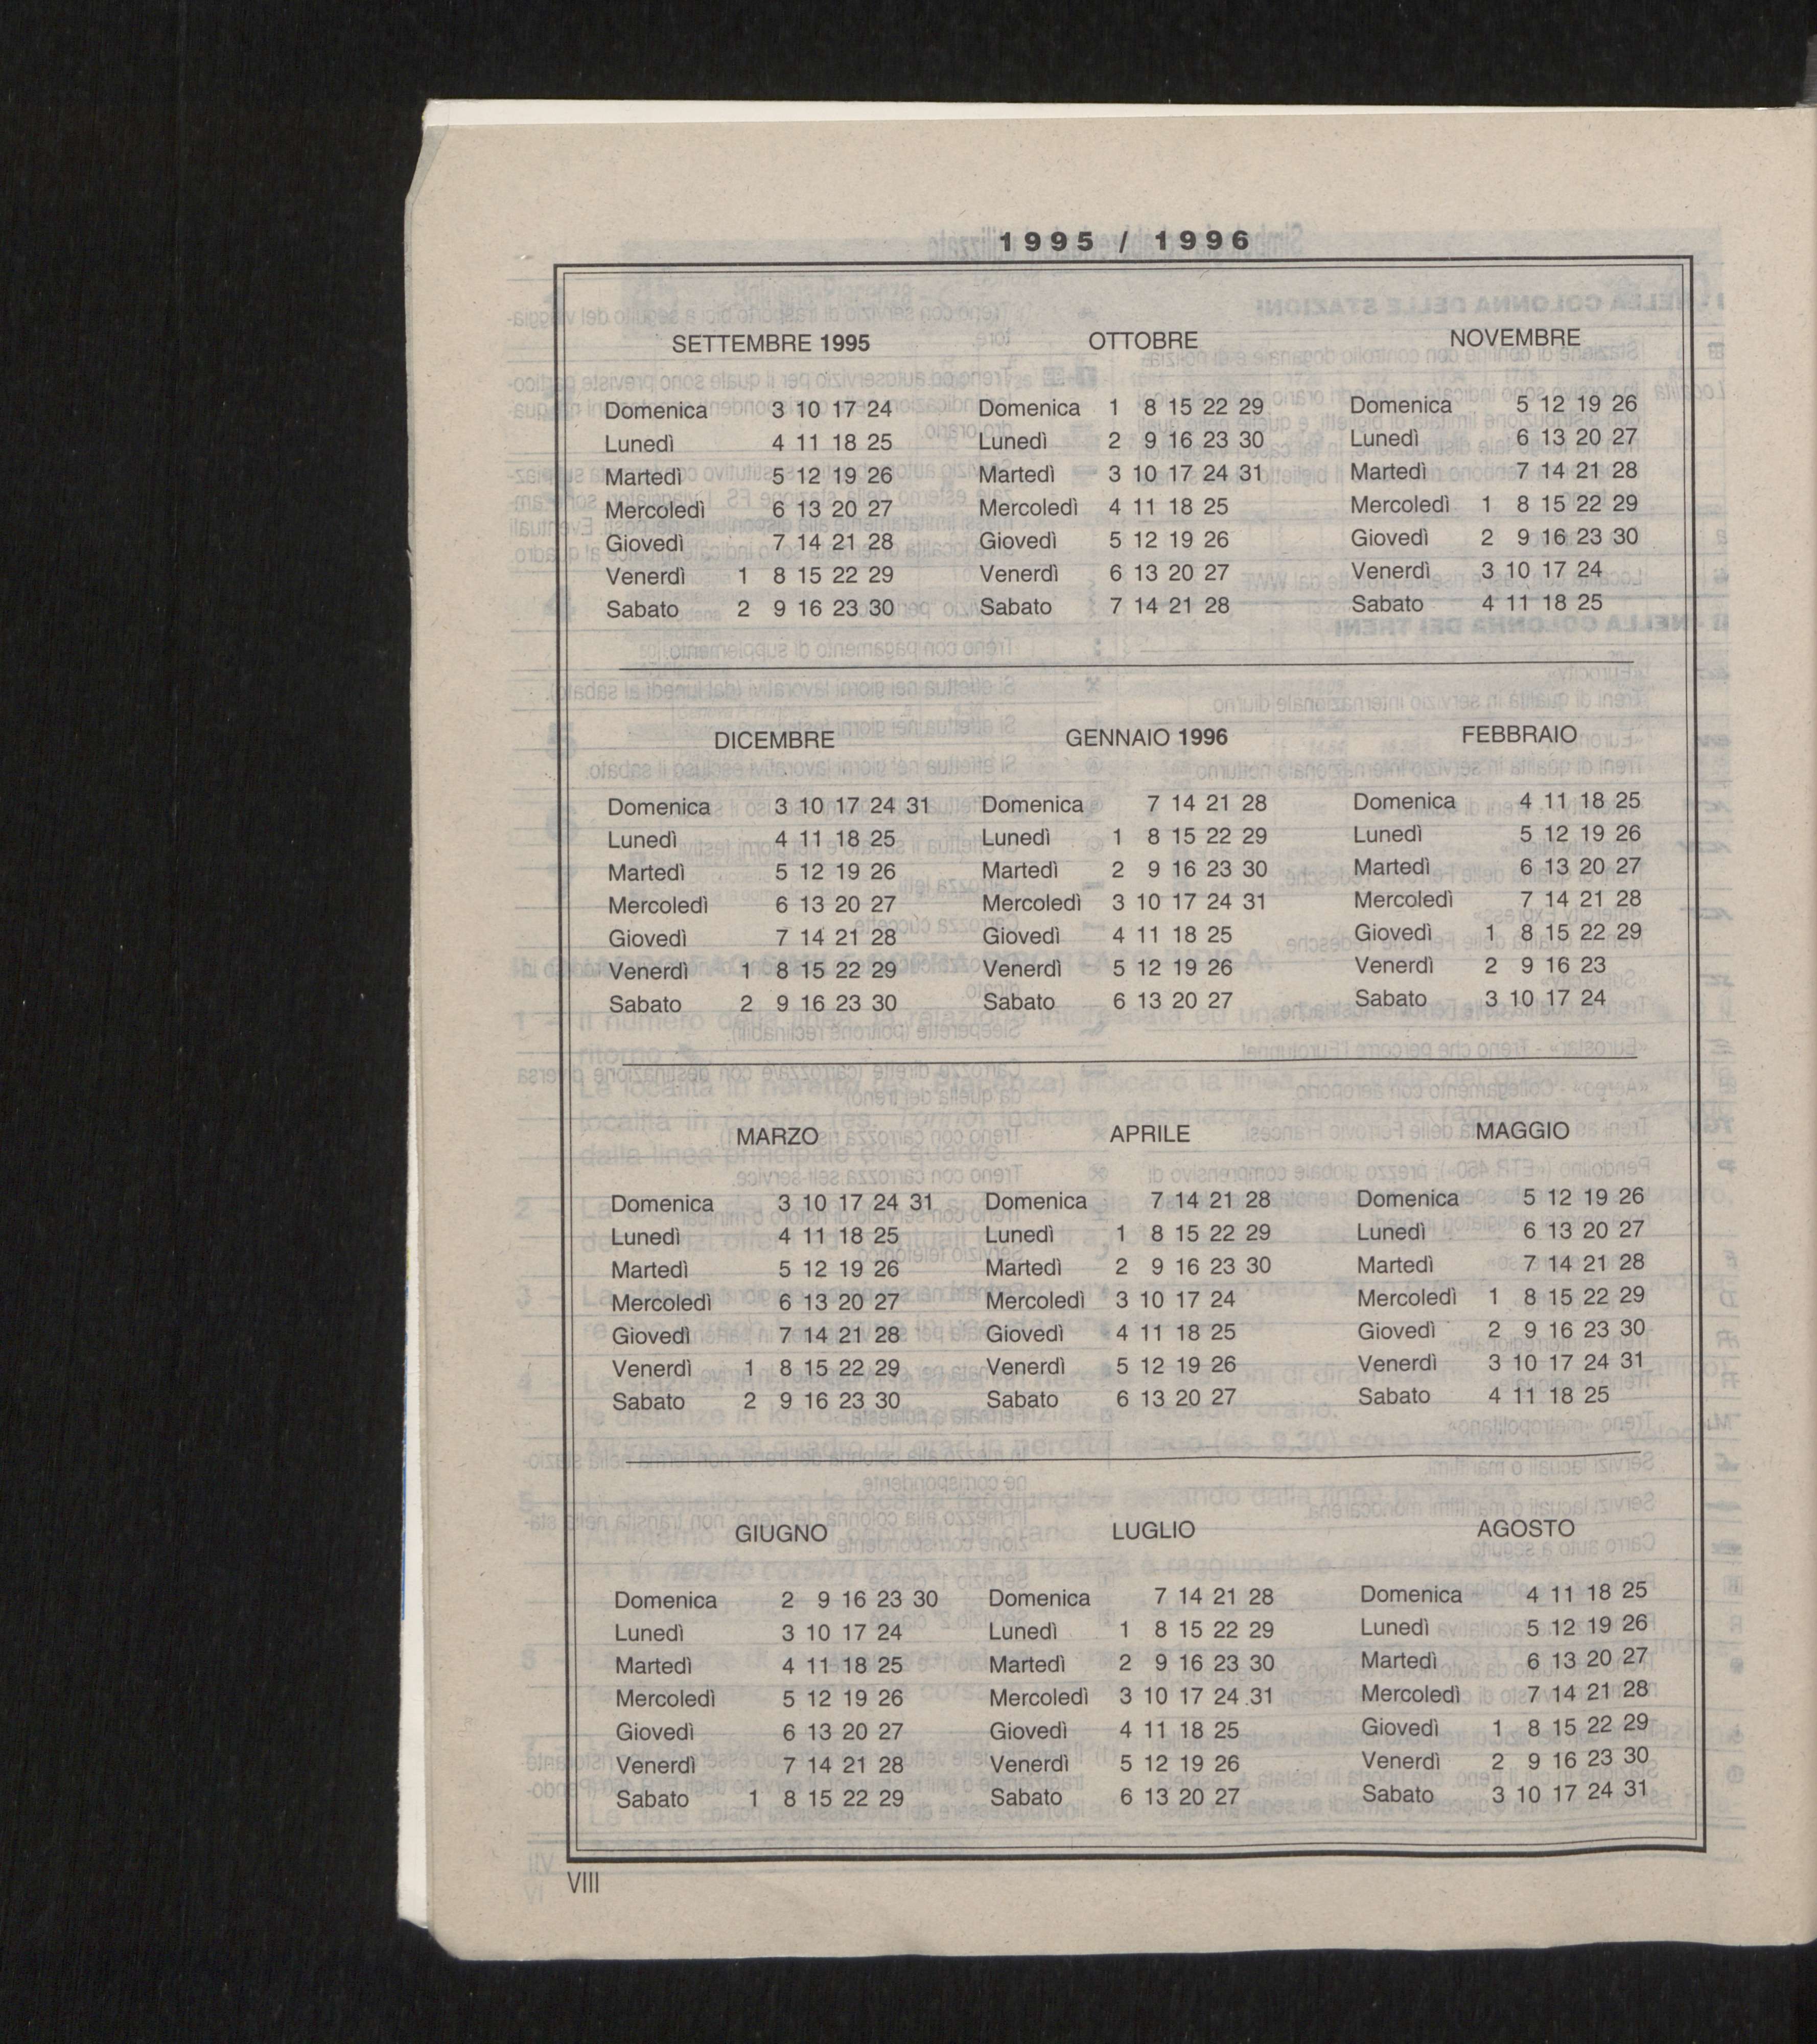 1995 / 1996
SETTEMBRE 1995
Domenica 3 10 17 24
Lunedì 4 11 18 25
Martedì 5 12 19 26
Mercoledì 6 13 20 27
Giovedì 7 14 21 28
Venerdì 1 8 15 22 29
Sabato 2 9 16 23 30
OTTOBRE
Domenica 1 8 15 22 29
Lunedì 2 9 16 23 30
Martedì 3 10 17 24 31
Mercoledì 4 11 18 25
Giovedì 5 12 19 26
Venerdì 6 13 20 27
Sabato 7 14 21 28
NOVEMBRE
Domenica 5 12 19 26
Lunedì 6 13 20 27
Martedì 7 14 21 28
Mercoledì 1 8 15 22 29
Giovedì 2 9 16 23 30
Venerdì 3 10 17 24
Sabato 4 11 18 25
DICEMBRE
Domenica 3 10 17 24 31
Lunedì 4 11 18 25
Martedì 5 12 19 26
Mercoledì 6 13 20 27
Giovedì 7 14 21 28
Venerdì 1 8 15 22 29
Sabato 2 9 16 23 30
GENNAIO 1996
Domenica 7 14 21 28
Lunedì 1 8 15 22 29
Martedì 2 9 16 23 30
Mercoledì 3 10 17 24 31
Giovedì 4 11 18 25
Venerdì 5 12 19 26
Sabato 6 13 20 27
FEBBRAIO
Domenica 4 11 18 25
Lunedì 5 12 19 26
Martedì 6 13 20 27
Mercoledì 7 14 21 28
Giovedì 1 8 15 22 29
Venerdì 2 9 16 23
Sabato 3 10 17 24
MARZO
Domenica 3 10 17 24 31
Lunedì 4 11 18 25
Martedì 5 12 19 26
Mercoledì 6 13 20 27
Giovedì 7 14 21 28
Venerdì 1 8 15 22 29
Sabato 2 9 16 23 30
APRILE
Domenica 7 14 21 28
Lunedì 1 8 15 22 29
Martedì 2 9 16 23 30
Mercoledì 3 10 17 24
Giovedì 4 11 18 25
Venerdì 5 12 19 26
Sabato 6 13 20 27
MAGGIO
Domenica 5 12 19 26
Lunedì 6 13 20 27
Martedì 7 14 21 28
Mercoledì 1 8 15 22 29
Giovedì 2 9 16 23 30
Venerdì 3 10 17 24 31
Sabato 4 11 18 25
GIUGNO
Domenica 2 9 16 23 30
Lunedì 3 10 17 24
Martedì 4 11 18 25
Mercoledì 5 12 19 26
Giovedì 6 13 20 27
Venerdì 7 14 21 28
Sabato 1 8 15 22 29
LUGLIO
Domenica 7 14 21 28
Lunedì 1 8 15 22 29
Martedì 2 9 16 23 30
Mercoledì 3 10 17 24 31
Giovedì 4 11 18 25
Venerdì 5 12 19 26
Sabato 6 13 20 27
AGOSTO
Domenica 4 11 18 25
Lunedì 5 12 19 26
Martedì 6 13 20 27
Mercoledì 7 14 21 28
Giovedì 1 8 15 22 29
Venerdì 2 9 16 23 30
Sabato 3 10 17 24 31
VIII